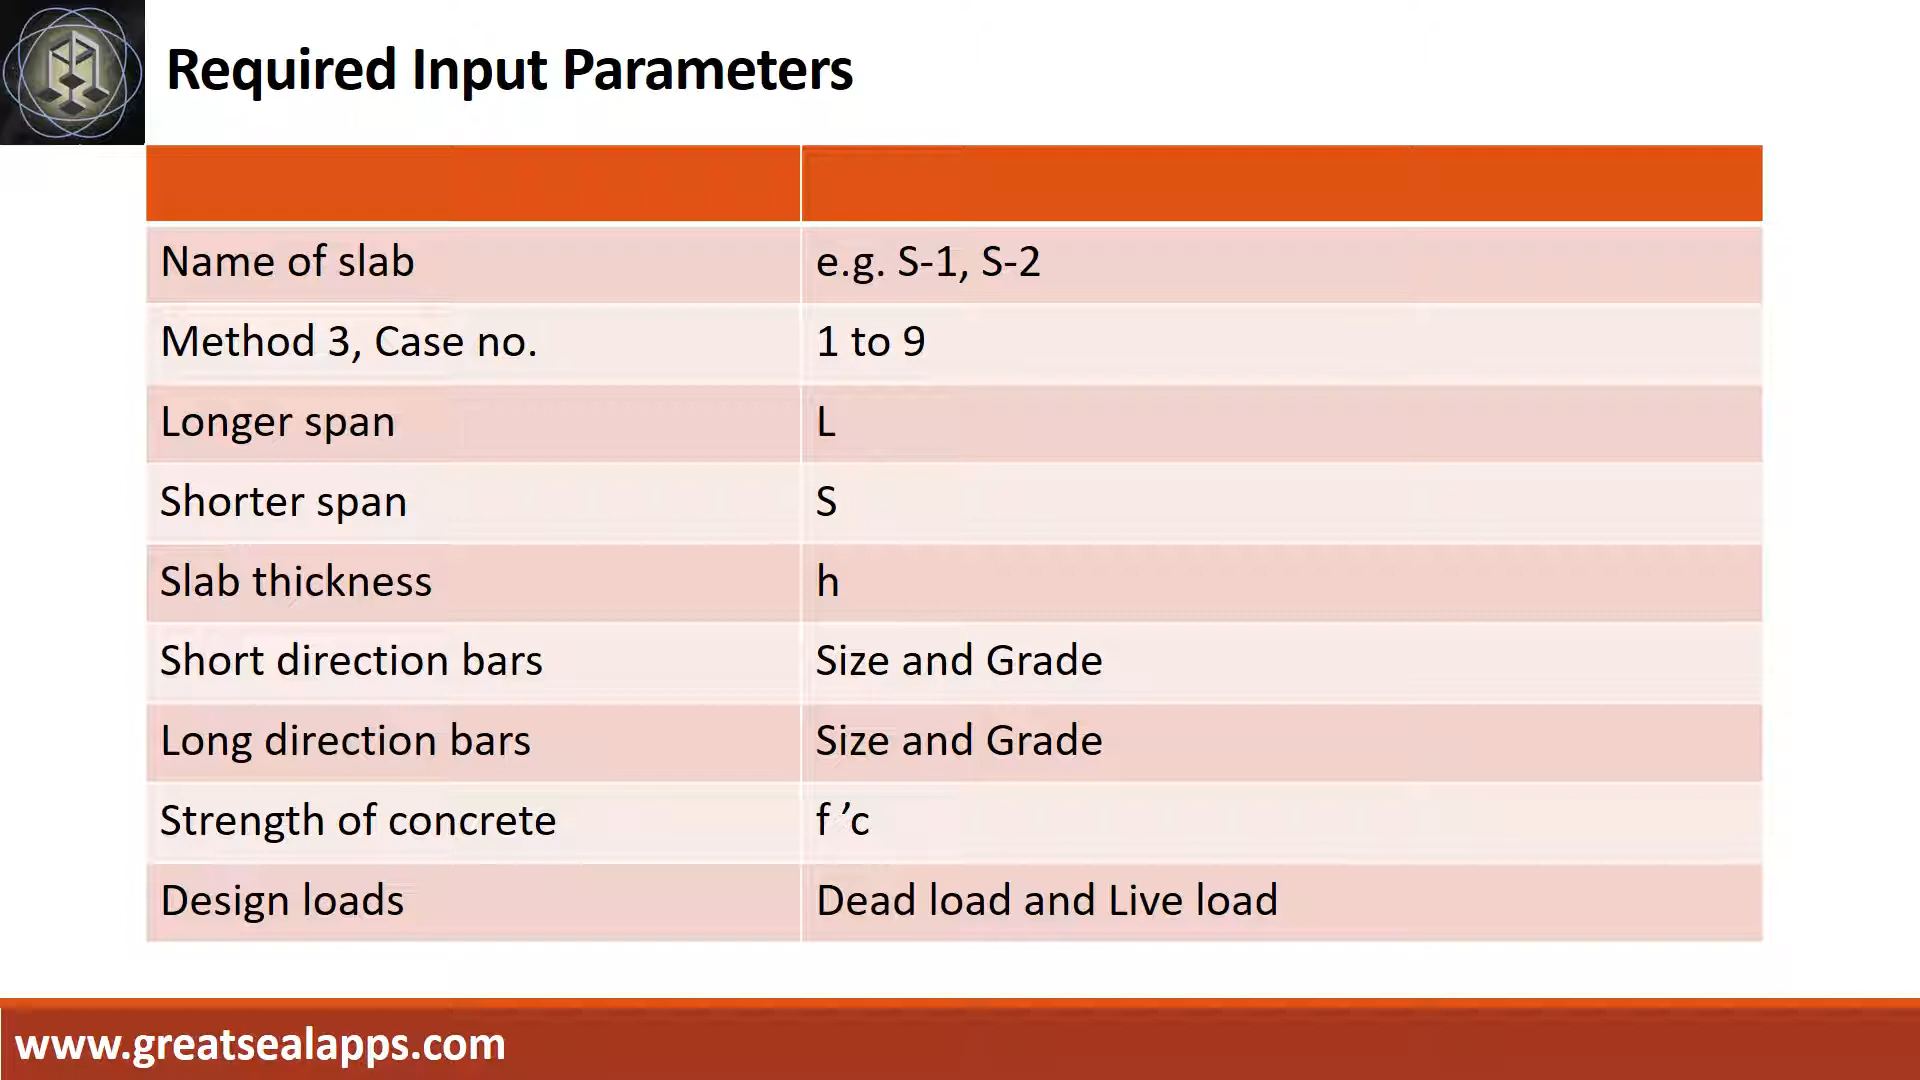 Required Input Parameters
Name of slab e.g. S-1, S-2
Method 3, Case no. 1 to 9
Longer span L
Shorter span S
Slab thickness h
Short direction bars Size and Grade
Long direction bars Size and Grade
Strength of concrete f ’c
Design loads Dead load and Live load
www.greatsealapps.com